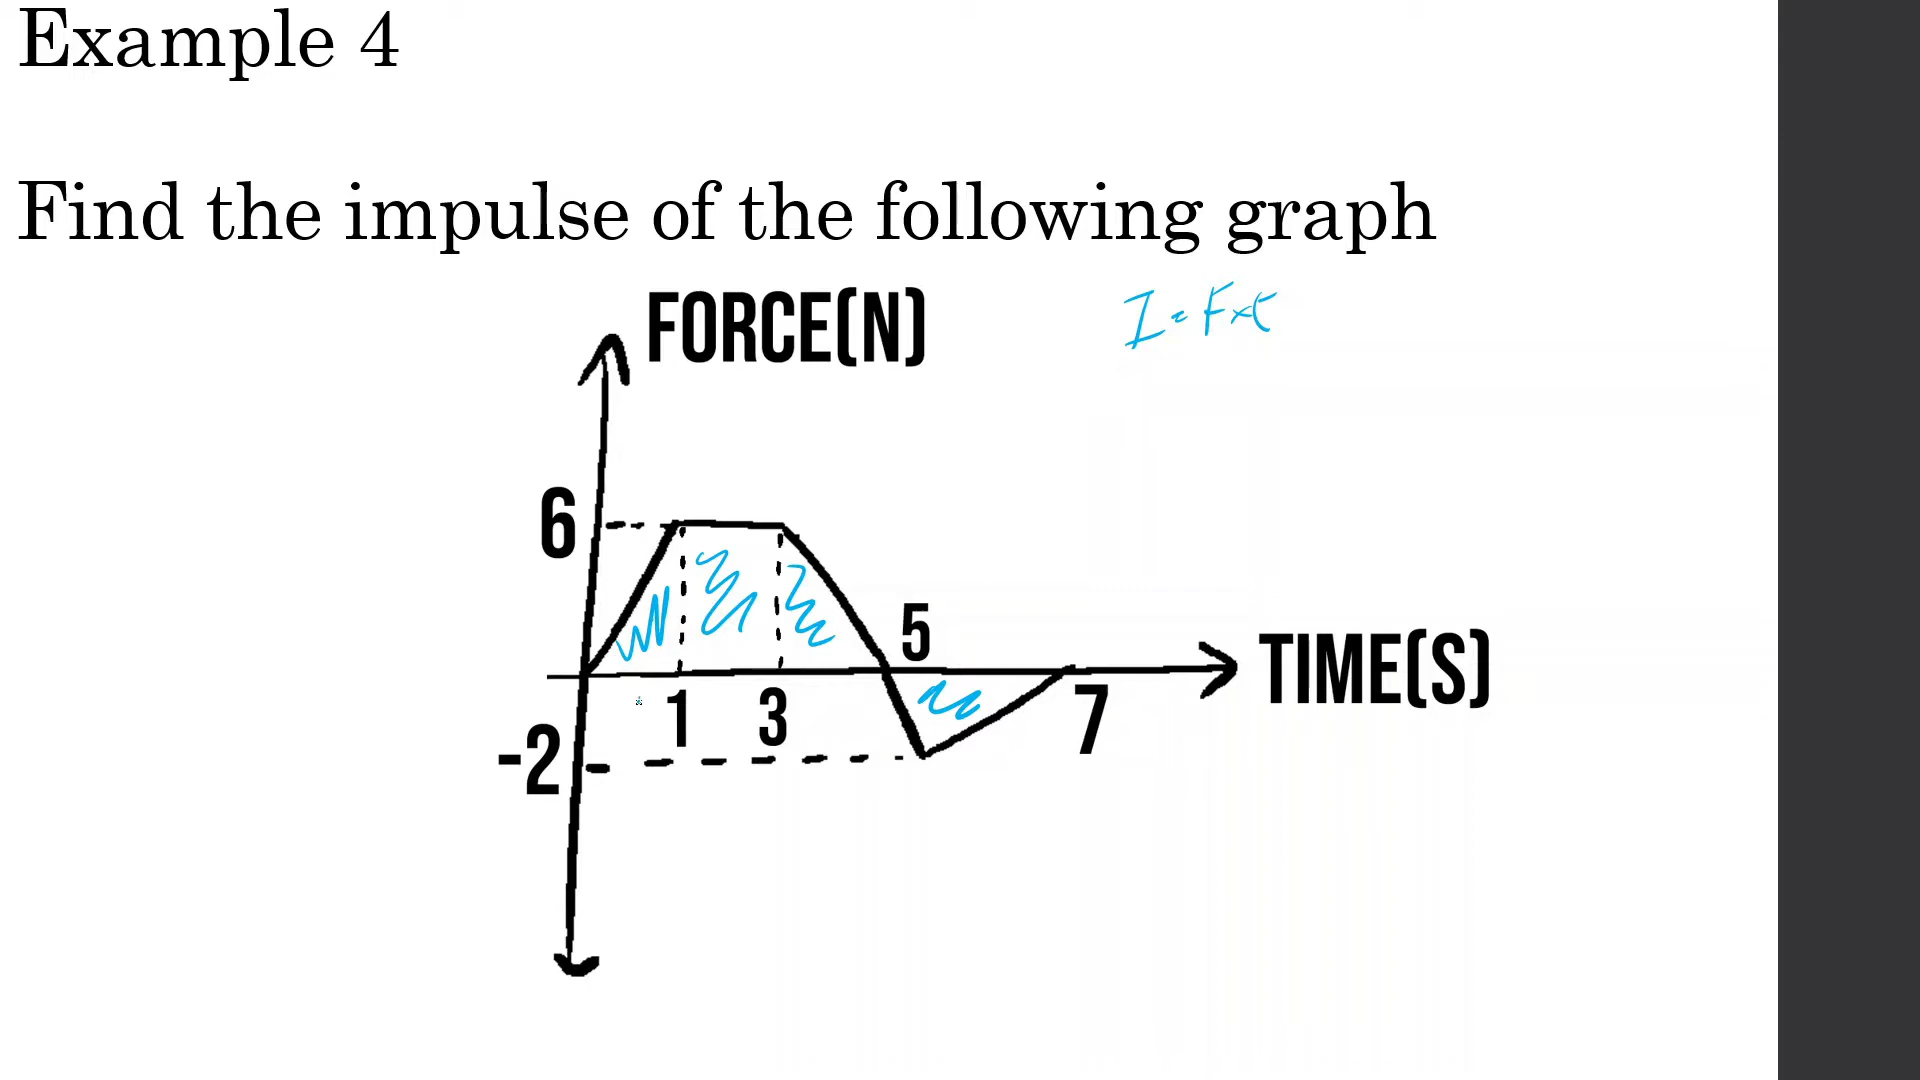 Example 4
Find the impulse of the following graph
FORCE(N)
I = F×t
6
5
TIME(S)
1
3
7
-2